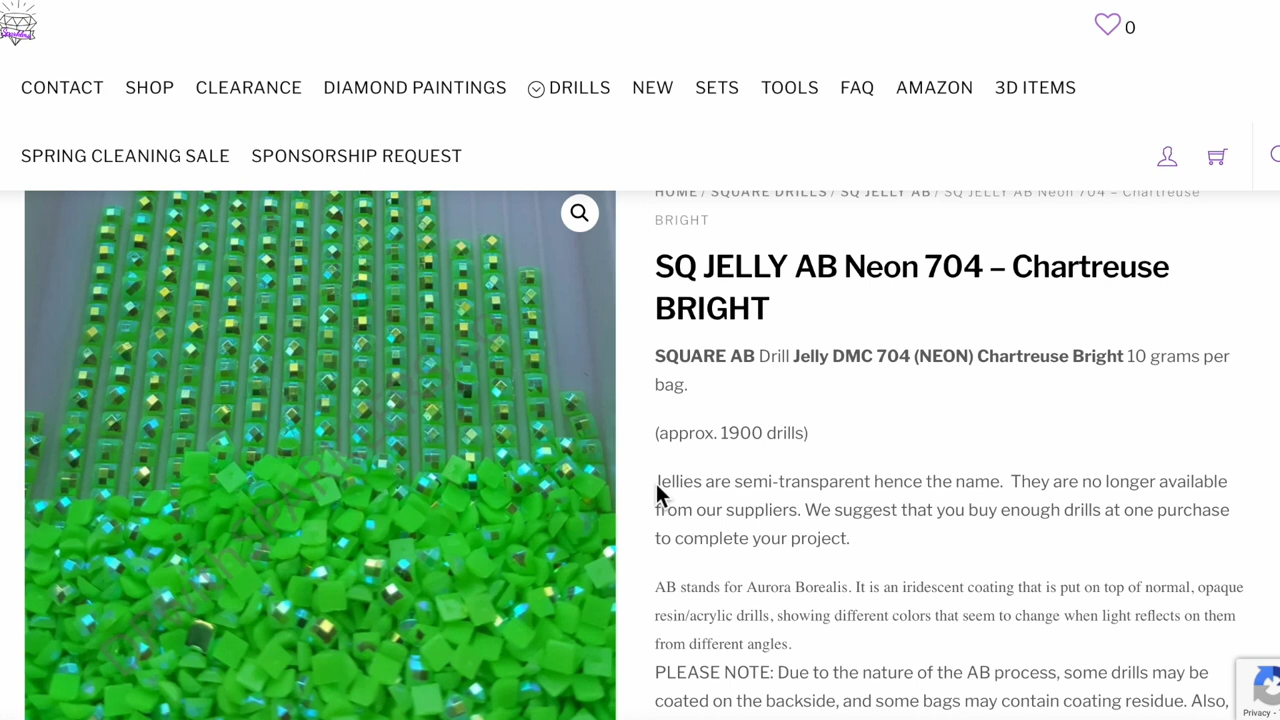 0
CONTACT SHOP CLEARANCE DIAMOND PAINTINGS DRILLS NEW SETS TOOLS FAQ AMAZON 3D ITEMS
SPRING CLEANING SALE SPONSORSHIP REQUEST
HOME / SQUARE DRILLS / SQ JELLY AB / SQ JELLY AB Neon 704 – Chartreuse
BRIGHT
SQ JELLY AB Neon 704 – Chartreuse
BRIGHT
SQUARE AB Drill Jelly DMC 704 (NEON) Chartreuse Bright 10 grams per
bag.
(approx. 1900 drills)
Jellies are semi-transparent hence the name. They are no longer available
from our suppliers. We suggest that you buy enough drills at one purchase
to complete your project.
AB stands for Aurora Borealis. It is an iridescent coating that is put on top of normal, opaque
resin/acrylic drills, showing different colors that seem to change when light reflects on them
from different angles.
PLEASE NOTE: Due to the nature of the AB process, some drills may be
coated on the backside, and some bags may contain coating residue. Also,
Privacy -